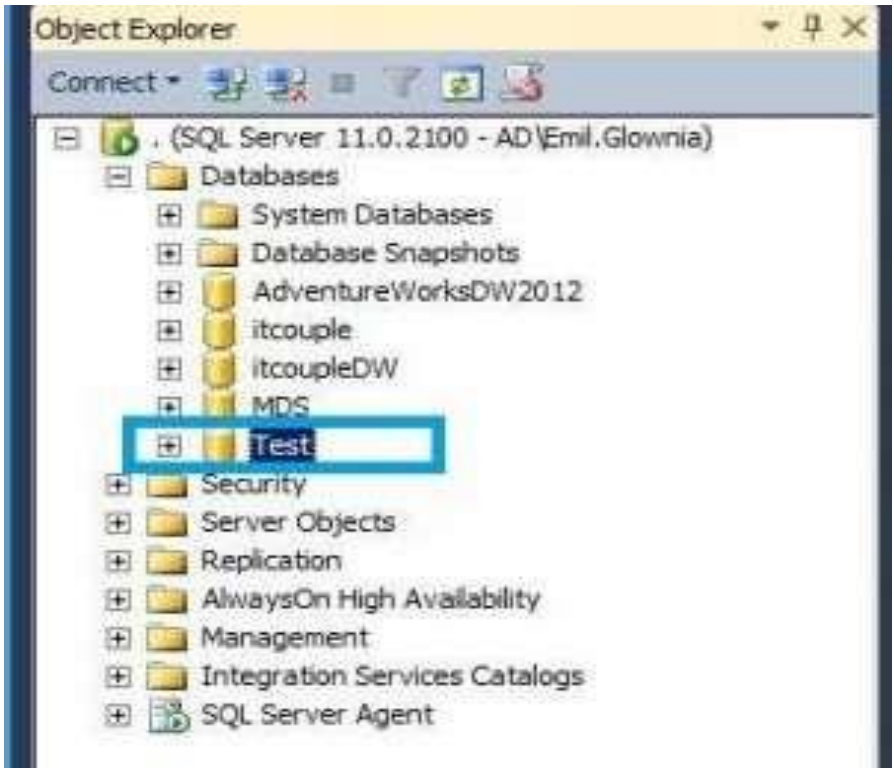 Object Explorer
Connect
. (SQL Server 11.0.2100 - AD\Emil.Glownia)
Databases
System Databases
Database Snapshots
AdventureWorksDW2012
itcouple
itcoupleDW
MDS
Test
Security
Server Objects
Replication
AlwaysOn High Availability
Management
Integration Services Catalogs
SQL Server Agent